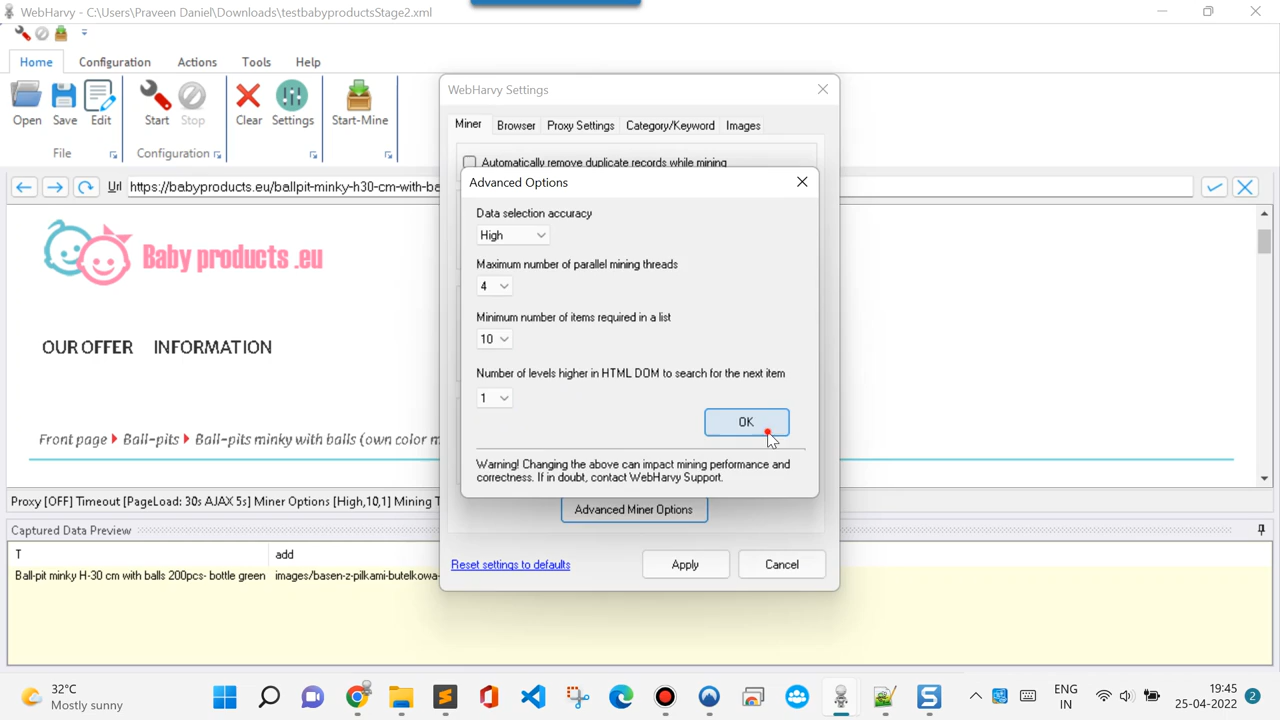 WebHarvy - C:\Users\Praveen Daniel\Downloads\testbabyproductsStage2.xml
Home Configuration Actions Tools Help
Open Save Edit Start Stop Clear Settings Start-Mine
File Configuration
Url https://babyproducts.eu/ballpit-minky-h30-cm-with-ba
Baby products .eu
OUR OFFER INFORMATION
Front page Ball-pits Ball-pits minky with balls (own color m
Proxy [OFF] Timeout [PageLoad: 30s AJAX 5s] Miner Options [High,10,1] Mining T
Captured Data Preview
T add
Ball-pit minky H-30 cm with balls 200pcs- bottle green images/basen-z-pilkami-butelkowa-
WebHarvy Settings
Miner Browser Proxy Settings Category/Keyword Images
Automatically remove duplicate records while mining
Advanced Options
Data selection accuracy
High
Maximum number of parallel mining threads
4
Minimum number of items required in a list
10
Number of levels higher in HTML DOM to search for the next item
1
OK
Warning! Changing the above can impact mining performance and
correctness. If in doubt, contact WebHarvy Support.
Advanced Miner Options
Reset settings to defaults Apply Cancel
32°C
Mostly sunny
ENG
IN
19:45
25-04-2022
2